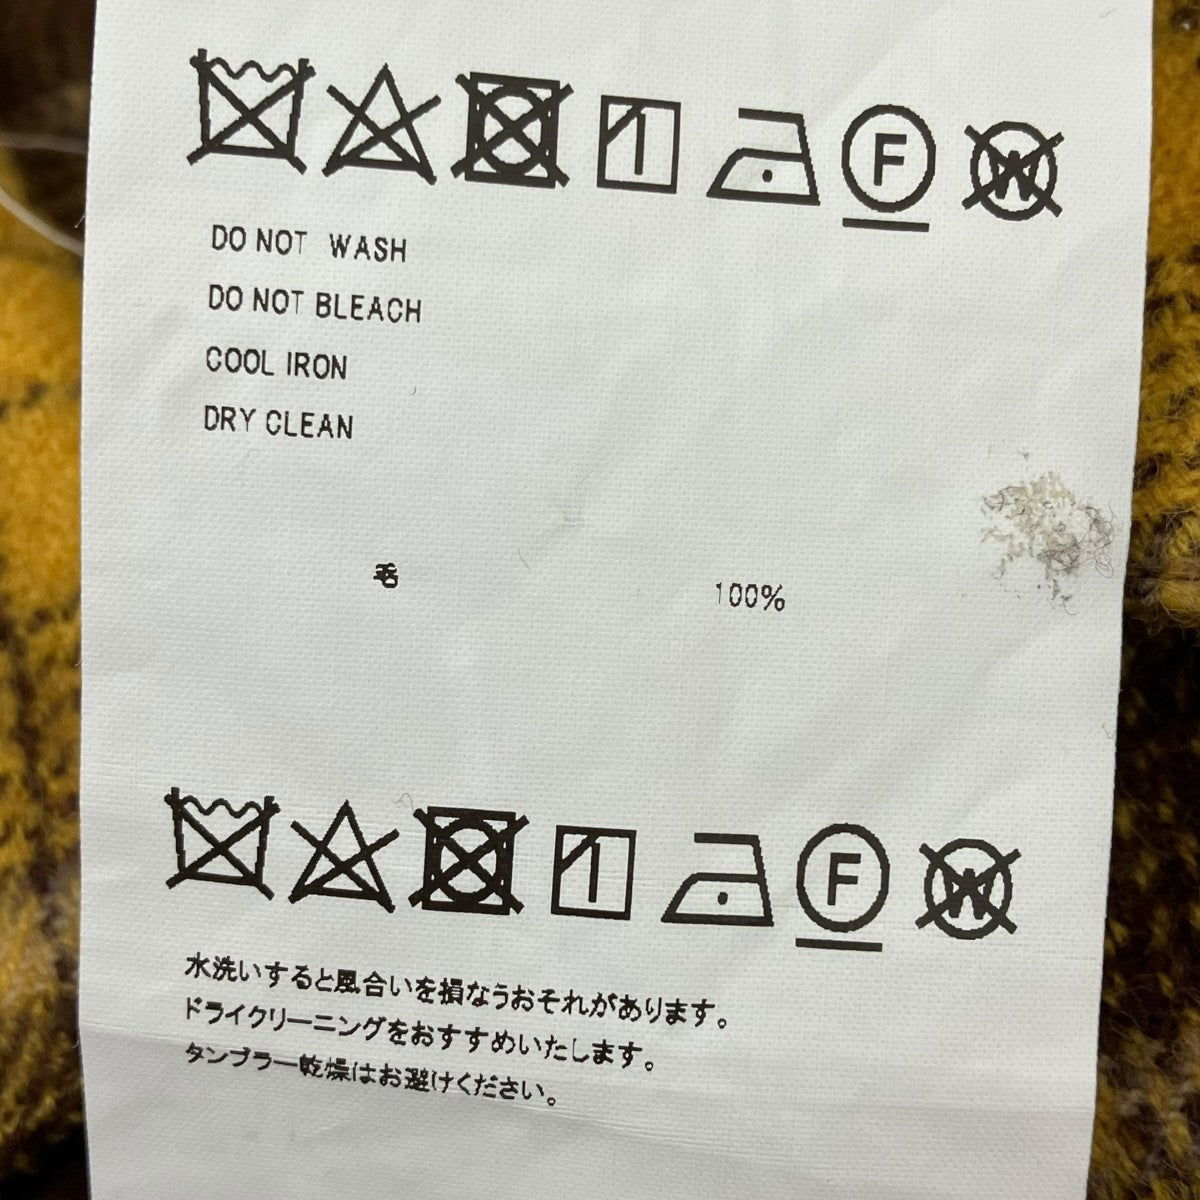 F W
DO NOT WASH
DO NOT BLEACH
COOL IRON
DRY CLEAN
毛 100%
F W
水洗いすると風合いを損なうおそれがあります。
ドライクリーニングをおすすめいたします。
タンブラー乾燥はお避けください。